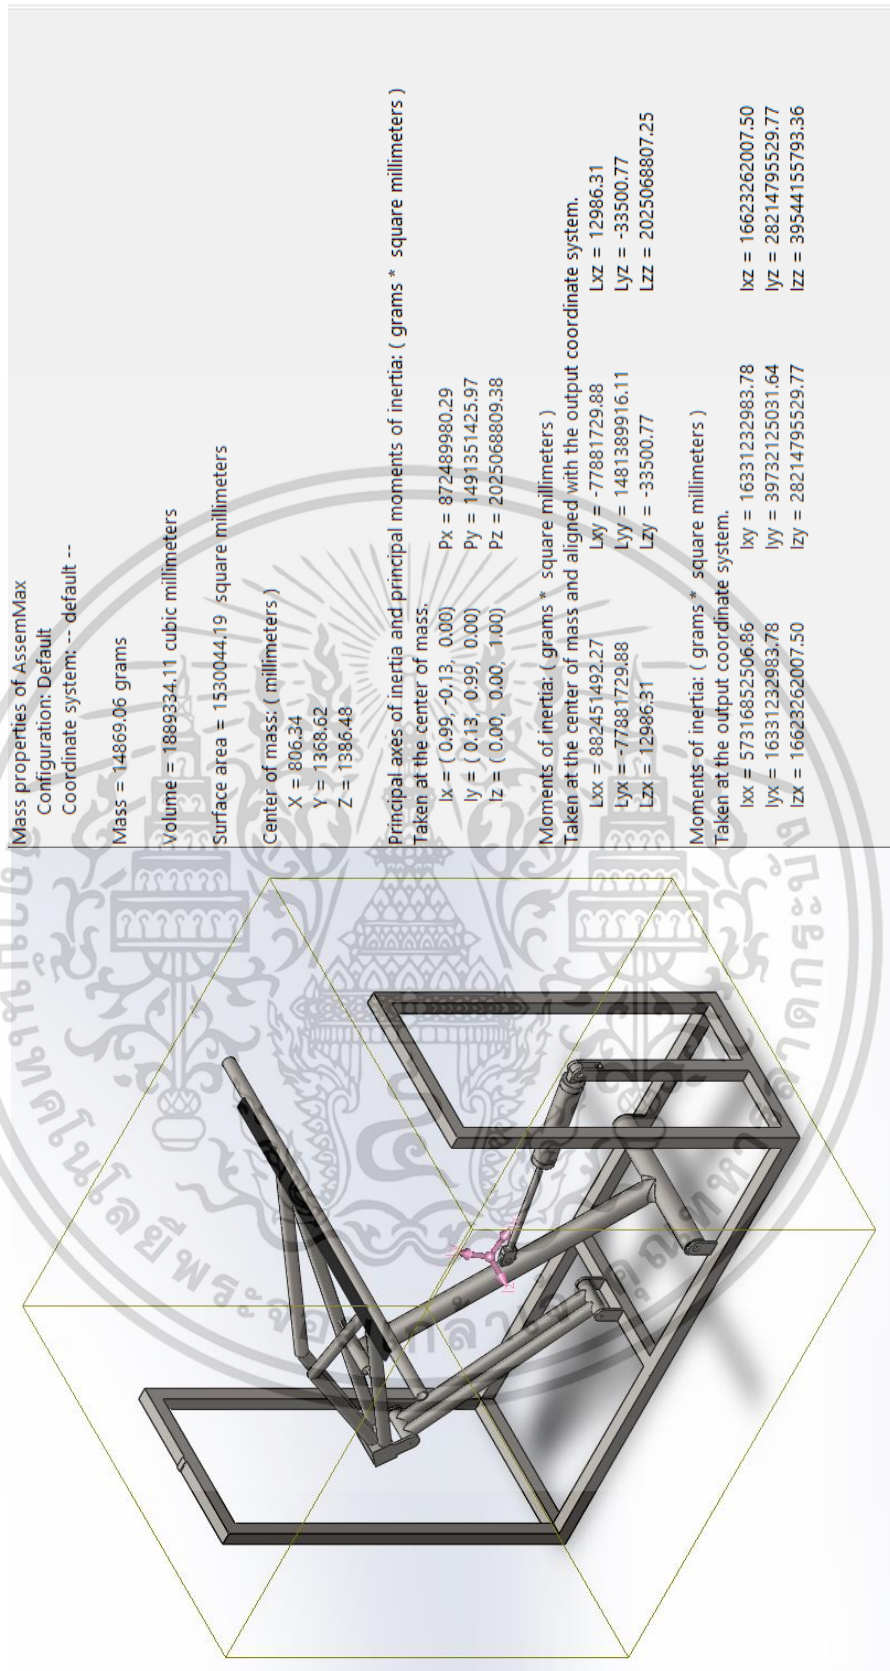 Mass properties of AssemMax
Configuration: Default
Coordinate system: -- default --
Mass = 14869.06 grams
Volume = 1889334.11 cubic millimeters
Surface area = 1530044.19 square millimeters
Center of mass: ( millimeters )
X = 806.34
Y = 1368.62
Z = 1386.48
Principal axes of inertia and principal moments of inertia: ( grams * square millimeters )
Taken at the center of mass.
Ix = ( 0.99, -0.13, 0.00) Px = 872489980.29
Iy = ( 0.13, 0.99, 0.00) Py = 1491351425.97
Iz = ( 0.00, 0.00, 1.00) Pz = 2025068809.38
Moments of inertia: ( grams * square millimeters )
Taken at the center of mass and aligned with the output coordinate system.
Lxx = 882451492.27 Lxy = -77881729.88 Lxz = 12986.31
Lyx = -77881729.88 Lyy = 1481389916.11 Lyz = -33500.77
Lzx = 12986.31 Lzy = -33500.77 Lzz = 2025068807.25
Moments of inertia: ( grams * square millimeters )
Taken at the output coordinate system.
Ixx = 57316852506.86 Ixy = 16331232983.78 Ixz = 16623262007.50
Iyx = 16331232983.78 Iyy = 39732125031.64 Iyz = 28214795529.77
Izx = 16623262007.50 Izy = 28214795529.77 Izz = 39544155793.36